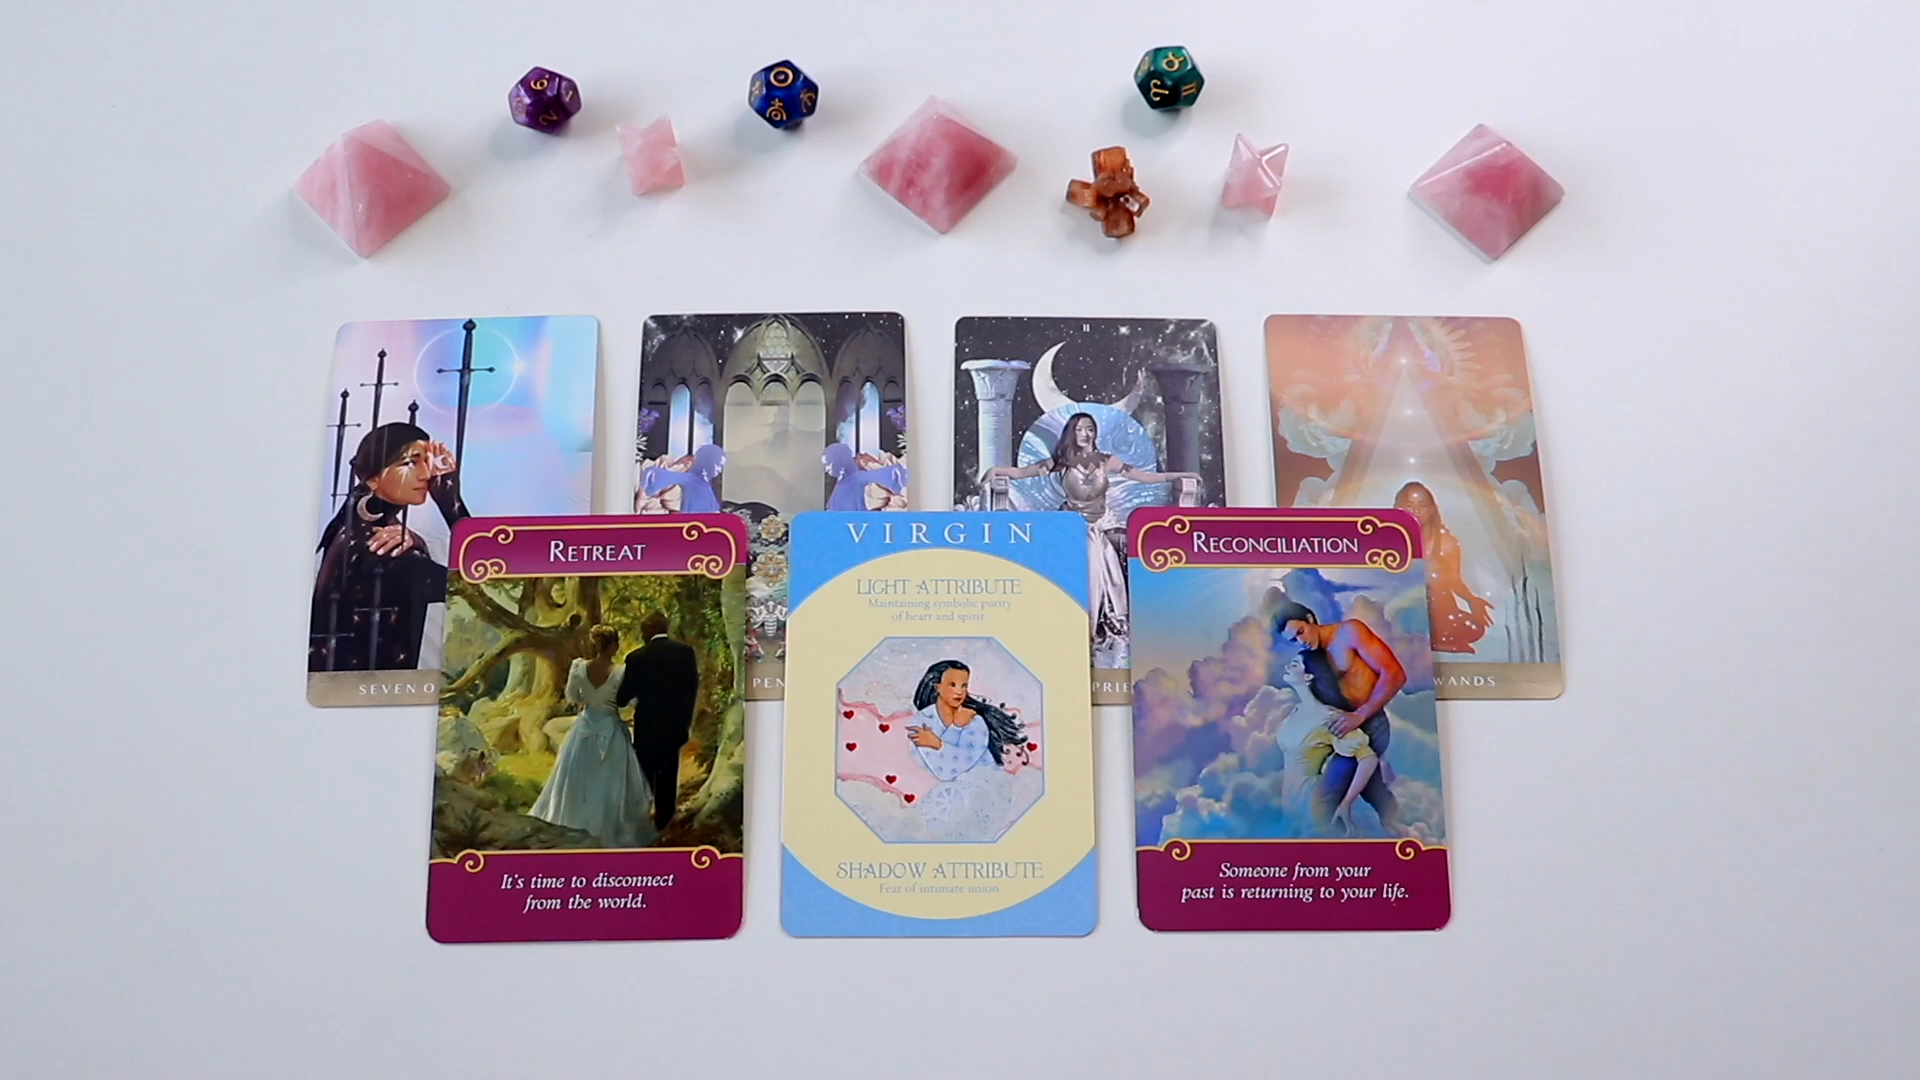 6
II
SEVEN O
PEN
PRIE
WANDS
RETREAT
It's time to disconnect
from the world.
VIRGIN
LIGHT ATTRIBUTE
Maintaining symbolic purity
of heart and spirit.
SHADOW ATTRIBUTE
Fear of intimate union
RECONCILIATION
Someone from your
past is returning to your life.